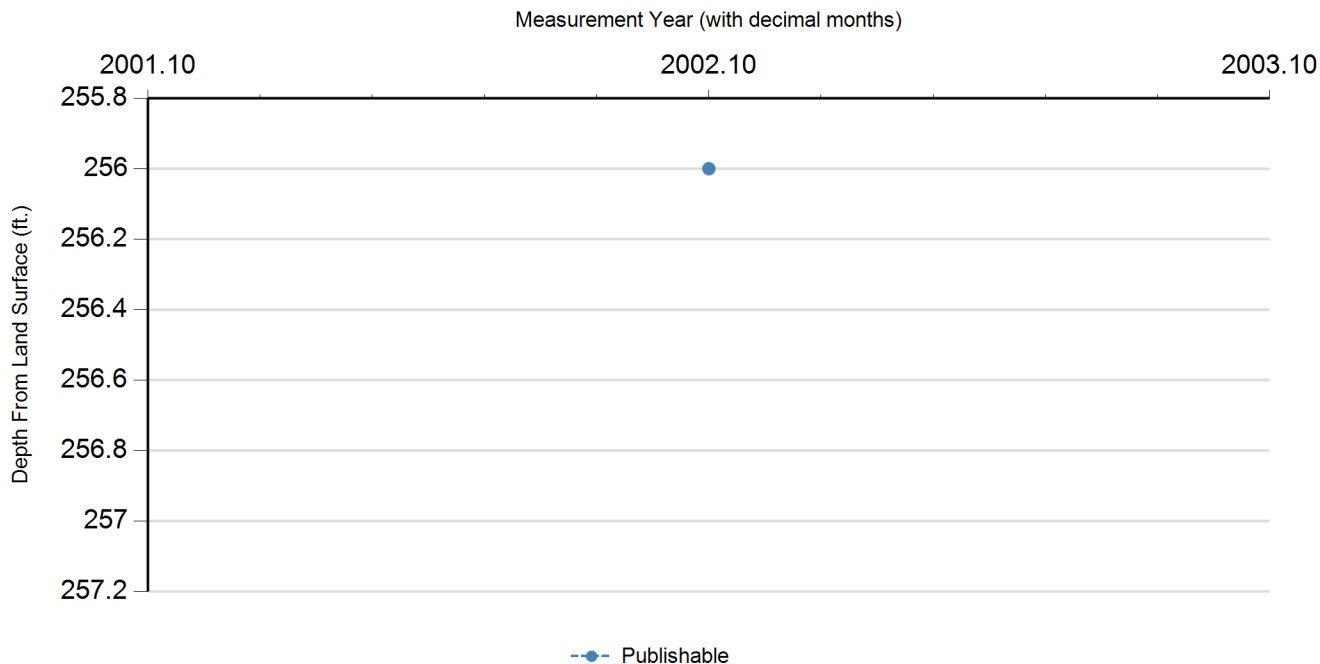 Measurement Year (with decimal months)
2001.10 2002.10 2003.10
255.8
256
256.2
256.4
256.6
256.8
257
257.2
Depth From Land Surface (ft.)
Publishable